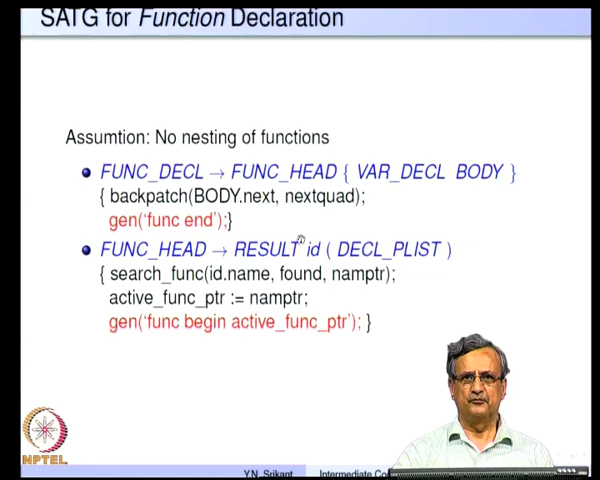 SATG for Function Declaration
Assumtion: No nesting of functions
FUNC_DECL → FUNC_HEAD { VAR_DECL BODY }
{ backpatch(BODY.next, nextquad);
gen('func end');}
FUNC_HEAD → RESULT id ( DECL_PLIST )
{ search_func(id.name, found, namptr);
active_func_ptr := namptr;
gen('func begin active_func_ptr'); }
NPTEL
Y.N. Srikant Intermediate